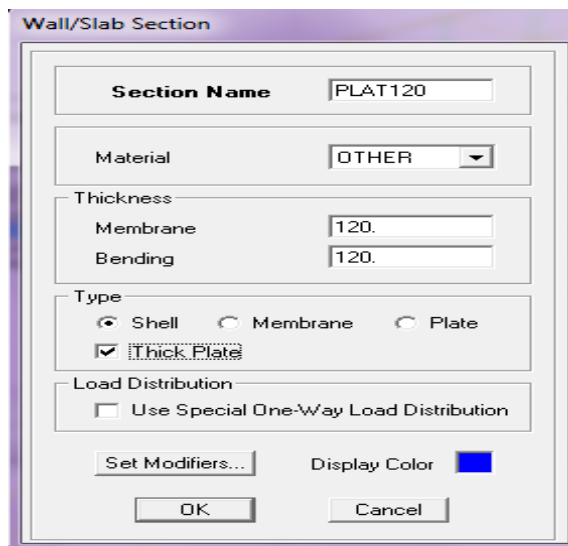 Wall/Slab Section
Section Name PLAT120
Material OTHER
Thickness
Membrane 120.
Bending 120.
Type
Shell Membrane Plate
Thick Plate
Load Distribution
Use Special One-Way Load Distribution
Set Modifiers... Display Color
OK Cancel